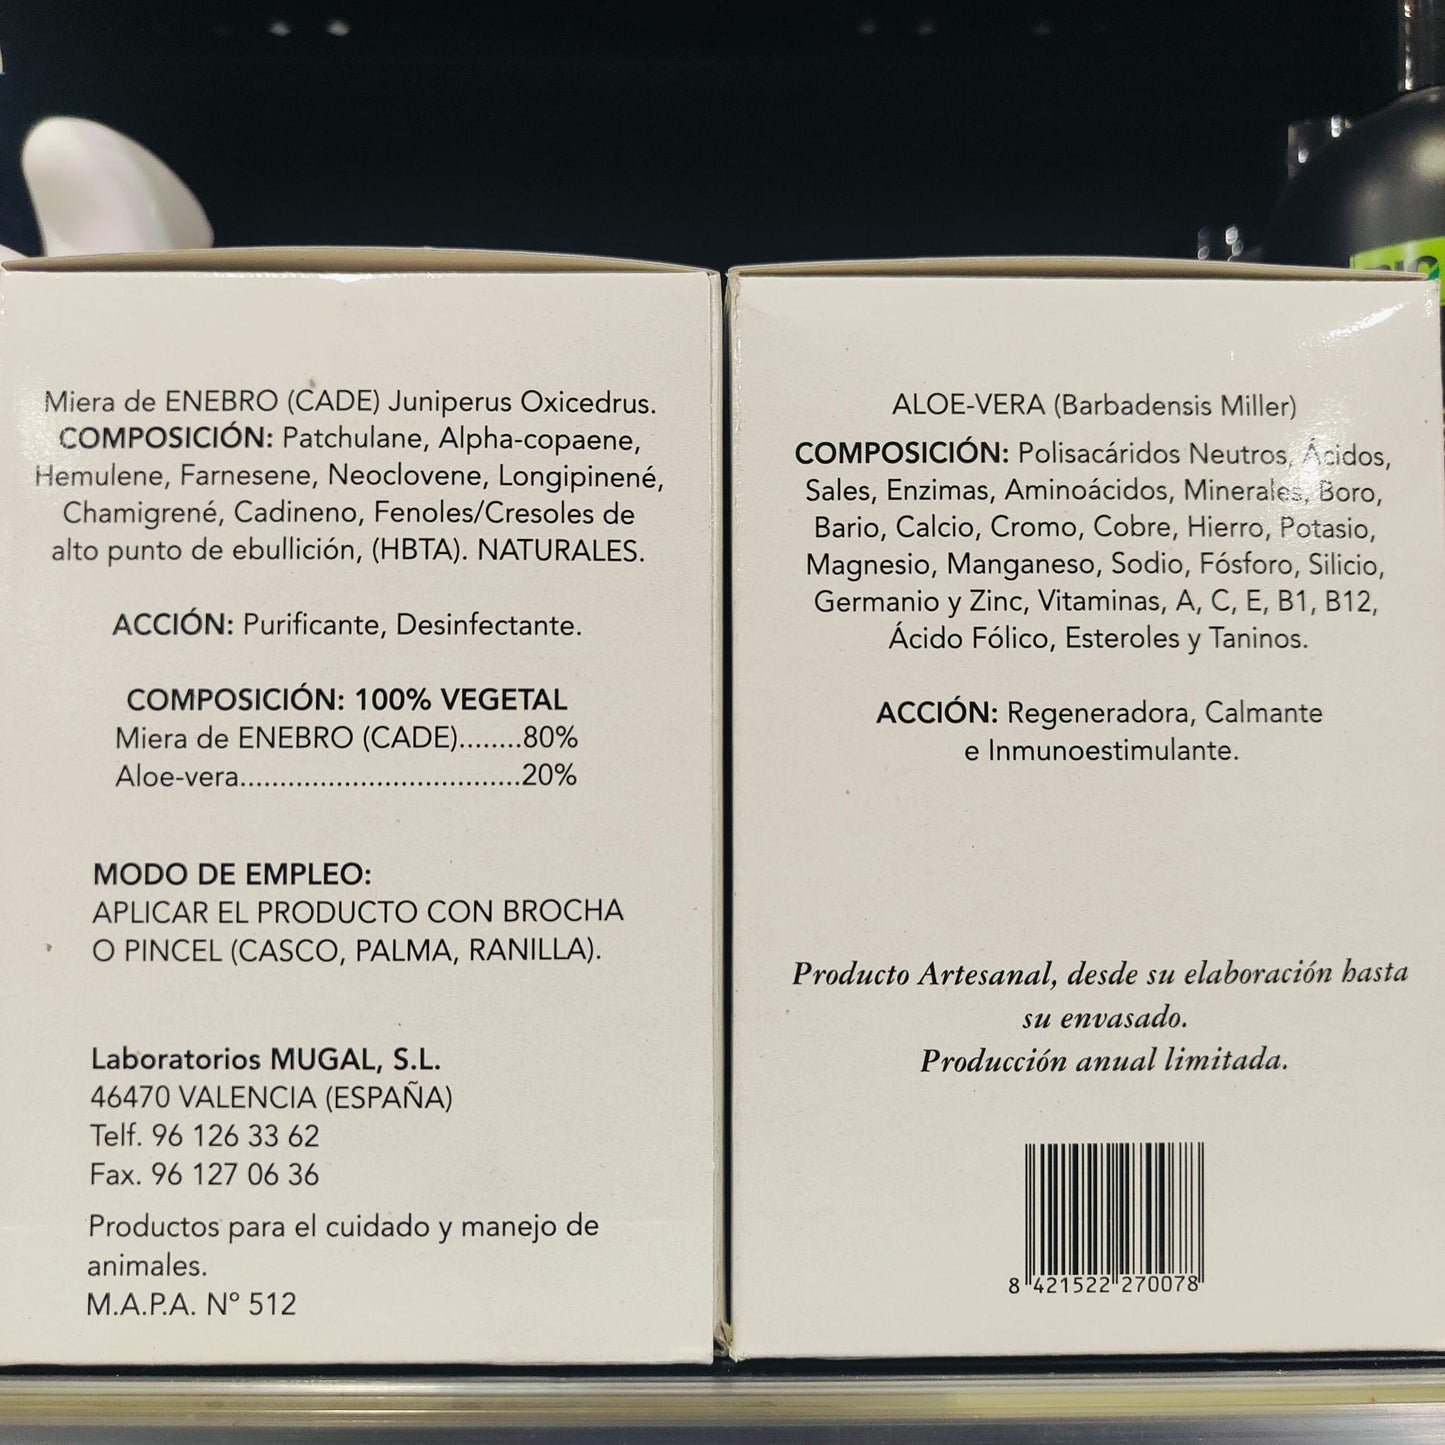 Miera de ENEBRO (CADE) Juniperus Oxicedrus.
COMPOSICIÓN: Patchulane, Alpha-copaene,
Hemulene, Farnesene, Neoclovene, Longipinené,
Chamigrené, Cadineno, Fenoles/Cresoles de
alto punto de ebullición, (HBTA). NATURALES.
ACCIÓN: Purificante, Desinfectante.
COMPOSICIÓN: 100% VEGETAL
Miera de ENEBRO (CADE)........80%
Aloe-vera...................................20%
MODO DE EMPLEO:
APLICAR EL PRODUCTO CON BROCHA
O PINCEL (CASCO, PALMA, RANILLA).
Laboratorios MUGAL, S.L.
46470 VALENCIA (ESPAÑA)
Telf. 96 126 33 62
Fax. 96 127 06 36
Productos para el cuidado y manejo de
animales.
M.A.P.A. Nº 512
ALOE-VERA (Barbadensis Miller)
COMPOSICIÓN: Polisacáridos Neutros, Ácidos,
Sales, Enzimas, Aminoácidos, Minerales, Boro,
Bario, Calcio, Cromo, Cobre, Hierro, Potasio,
Magnesio, Manganeso, Sodio, Fósforo, Silicio,
Germanio y Zinc, Vitaminas, A, C, E, B1, B12,
Ácido Fólico, Esteroles y Taninos.
ACCIÓN: Regeneradora, Calmante
e Inmunoestimulante.
Producto Artesanal, desde su elaboración hasta
su envasado.
Producción anual limitada.
8 421522 270078